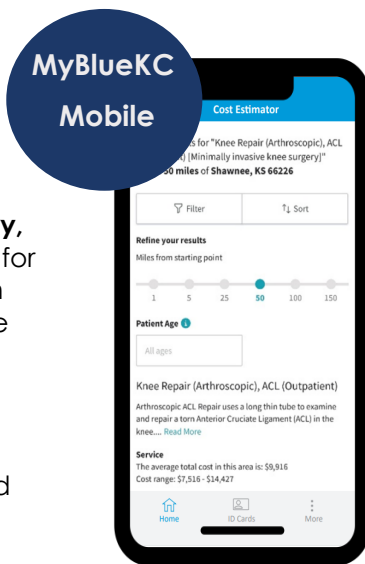 MyBlueKC
Mobile
Cost Estimator
for "Knee Repair (Arthroscopic), ACL
[Minimally invasive knee surgery]"
50 miles of Shawnee, KS 66226
Filter
↑↓ Sort
Refine your results
Miles from starting point
1 5 25 50 100 150
Patient Age
All ages
Knee Repair (Arthroscopic), ACL (Outpatient)
Arthroscopic ACL Repair uses a long thin tube to examine
and repair a torn Anterior Cruciate Ligament (ACL) in the
knee.... Read More
Service
The average total cost in this area is: $9,916
Cost range: $7,516 - $14,427
Home
ID Cards
More
for